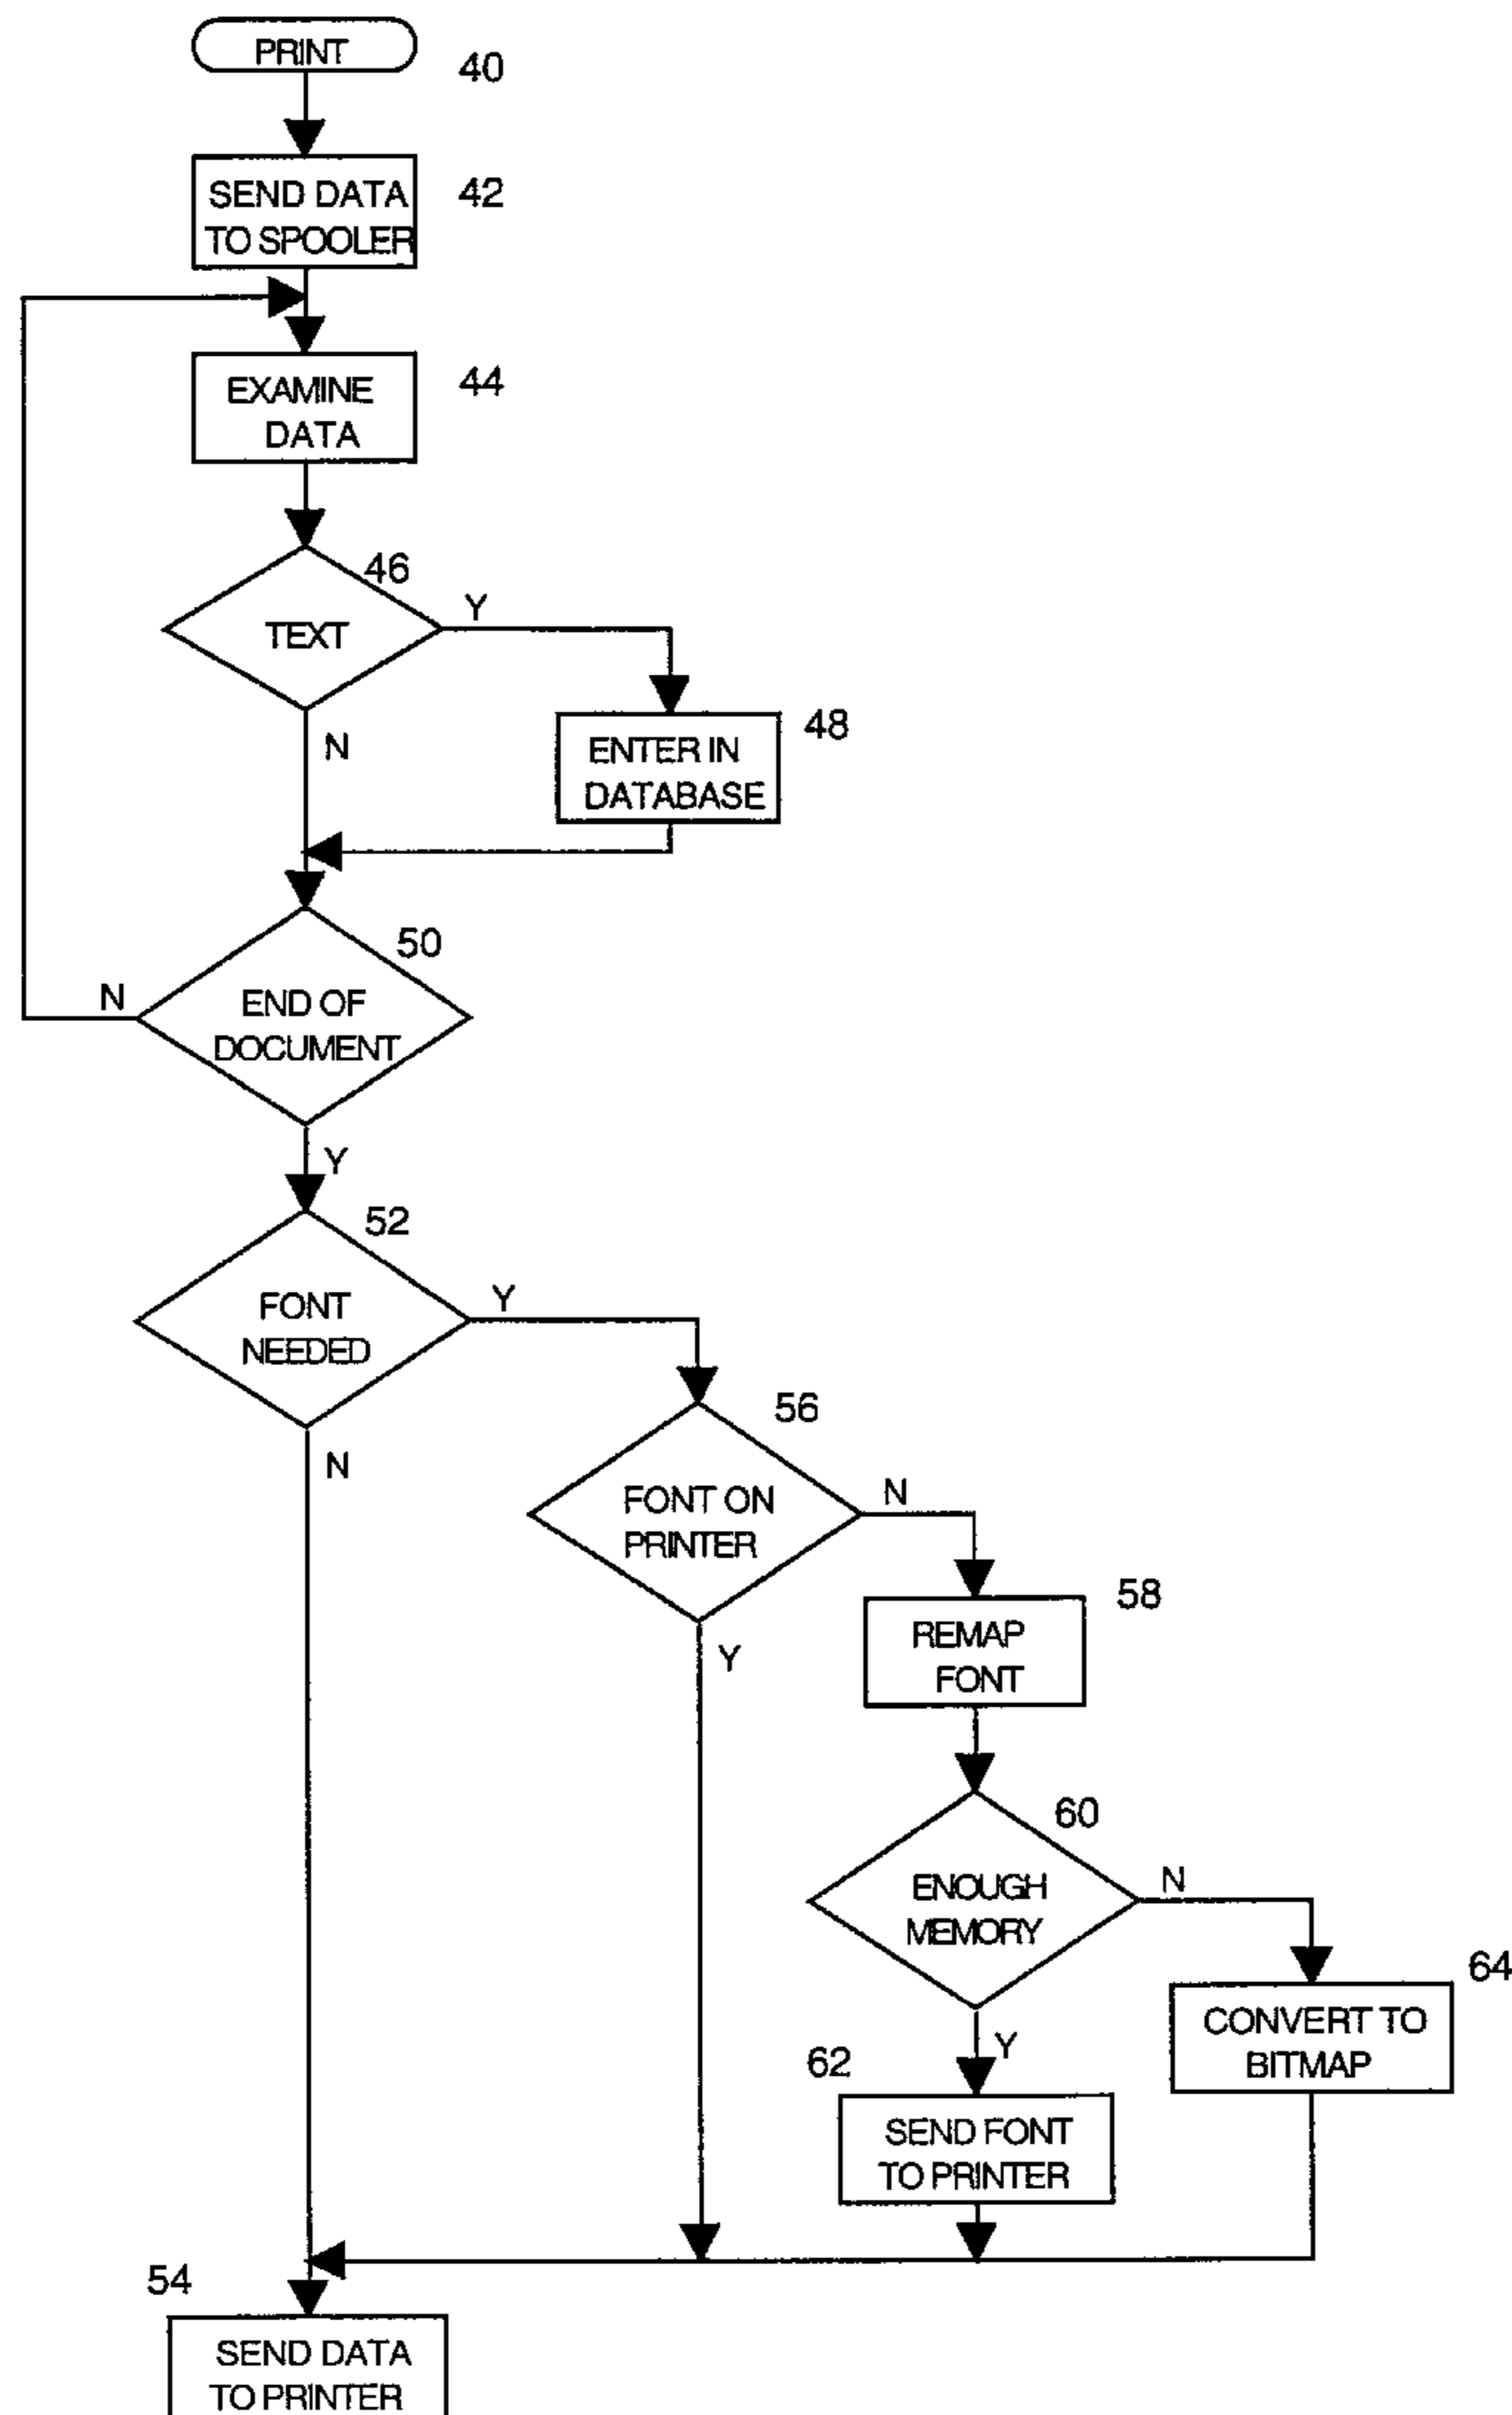 PRINT
40
SEND DATA
TO SPOOLER
42
EXAMINE
DATA
44
46
TEXT
Y
N
48
ENTER IN
DATABASE
50
END OF
DOCUMENT
N
Y
52
FONT
NEEDED
Y
N
56
FONT ON
PRINTER
N
Y
58
REMAP
FONT
60
ENOUGH
MEMORY
N
Y
64
CONVERT TO
BITMAP
62
SEND FONT
TO PRINTER
54
SEND DATA
TO PRINTER